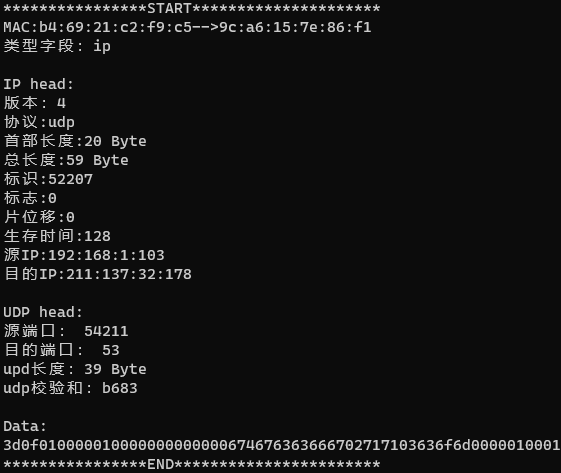 ****************START*********************
MAC:b4:69:21:c2:f9:c5-->9c:a6:15:7e:86:f1
类型字段: ip
IP head:
版本: 4
协议:udp
首部长度:20 Byte
总长度:59 Byte
标识:52207
标志:0
片位移:0
生存时间:128
源IP:192:168:1:103
目的IP:211:137:32:178
UDP head:
源端口: 54211
目的端口: 53
upd长度: 39 Byte
udp校验和: b683
Data:
3d0f010000010000000000000674676363666702717103636f6d0000010001
****************END***********************